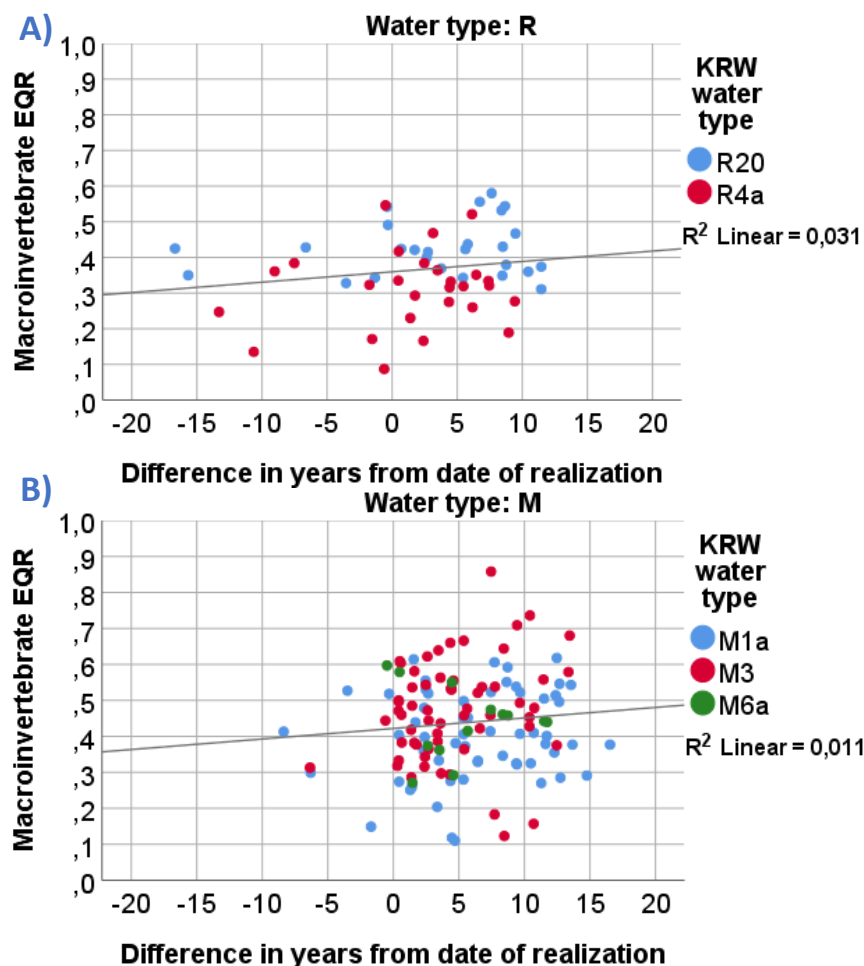 A)
Water type: R
Macroinvertebrate EQR
1,0
,9
,8
,7
,6
,5
,4
,3
,2
,1
,0
-20 -15 -10 -5 0 5 10 15 20
Difference in years from date of realization
KRW
water
type
R20
R4a
R2 Linear = 0,031
B)
Water type: M
Macroinvertebrate EQR
1,0
,9
,8
,7
,6
,5
,4
,3
,2
,1
,0
-20 -15 -10 -5 0 5 10 15 20
Difference in years from date of realization
KRW
water
type
M1a
M3
M6a
R2 Linear = 0,011